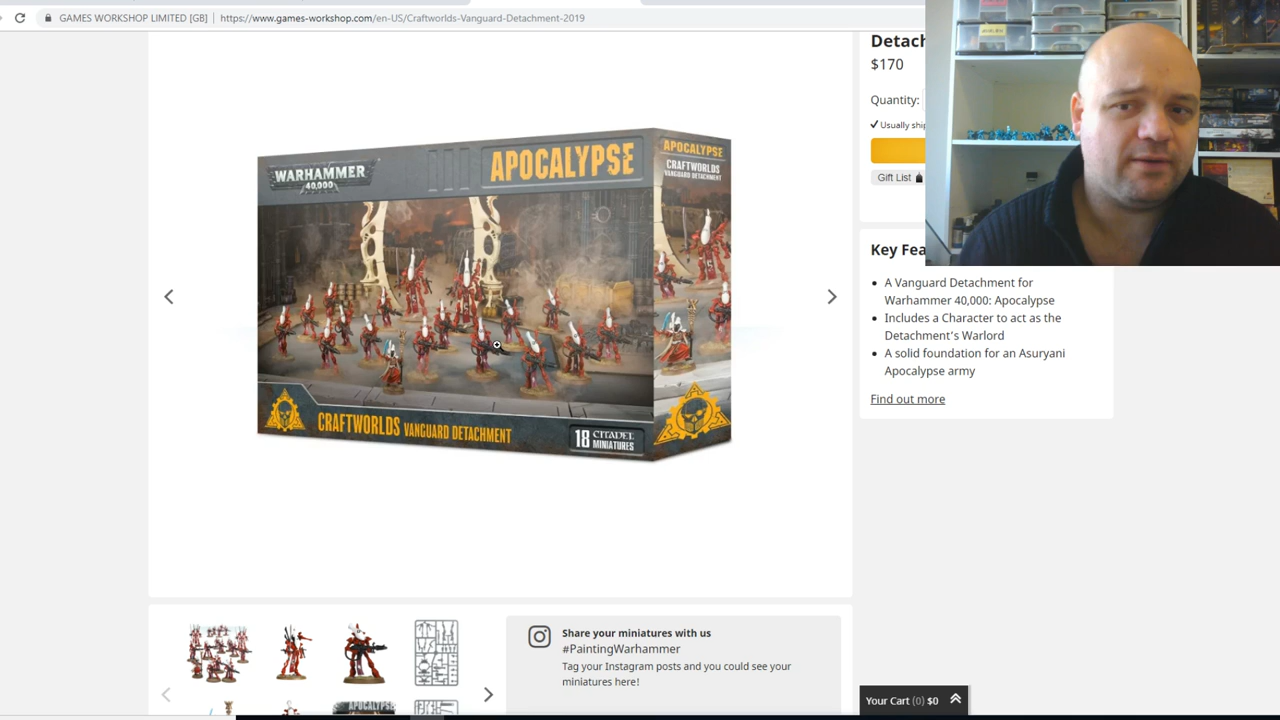 GAMES WORKSHOP LIMITED [GB]
https://www.games-workshop.com/en-US/Craftworlds-Vanguard-Detachment-2019
Detach
$170
Quantity:
Usually ship
Gift List
WARHAMMER
40,000
APOCALYPSE
APOCALYPSE
CRAFTWORLDS
VANGUARD DETACHMENT
CRAFTWORLDS VANGUARD DETACHMENT
18 CITADEL
MINIATURES
Key Fea
A Vanguard Detachment for
Warhammer 40,000: Apocalypse
Includes a Character to act as the
Detachment's Warlord
A solid foundation for an Asuryani
Apocalypse army
Find out more
Share your miniatures with us
#PaintingWarhammer
Tag your Instagram posts and you could see your
miniatures here!
APOCALYPSE
Your Cart (0) $0